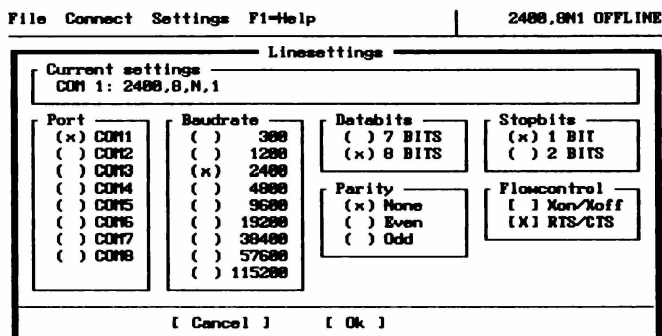 File Connect Settings F1=Help 2400,8N1 OFFLINE
Linesettings
Current settings
COM 1: 2400,8,N,1
Port
(x) COM1
( ) COM2
( ) COM3
( ) COM4
( ) COM5
( ) COM6
( ) COM7
( ) COM8
Baudrate
( ) 300
( ) 1200
(x) 2400
( ) 4800
( ) 9600
( ) 19200
( ) 38400
( ) 57600
( ) 115200
Databits
( ) 7 BITS
(x) 8 BITS
Parity
(x) None
( ) Even
( ) Odd
Stopbits
(x) 1 BIT
( ) 2 BITS
Flowcontrol
[ ] Xon/Xoff
[X] RTS/CTS
[ Cancel ] [ Ok ]